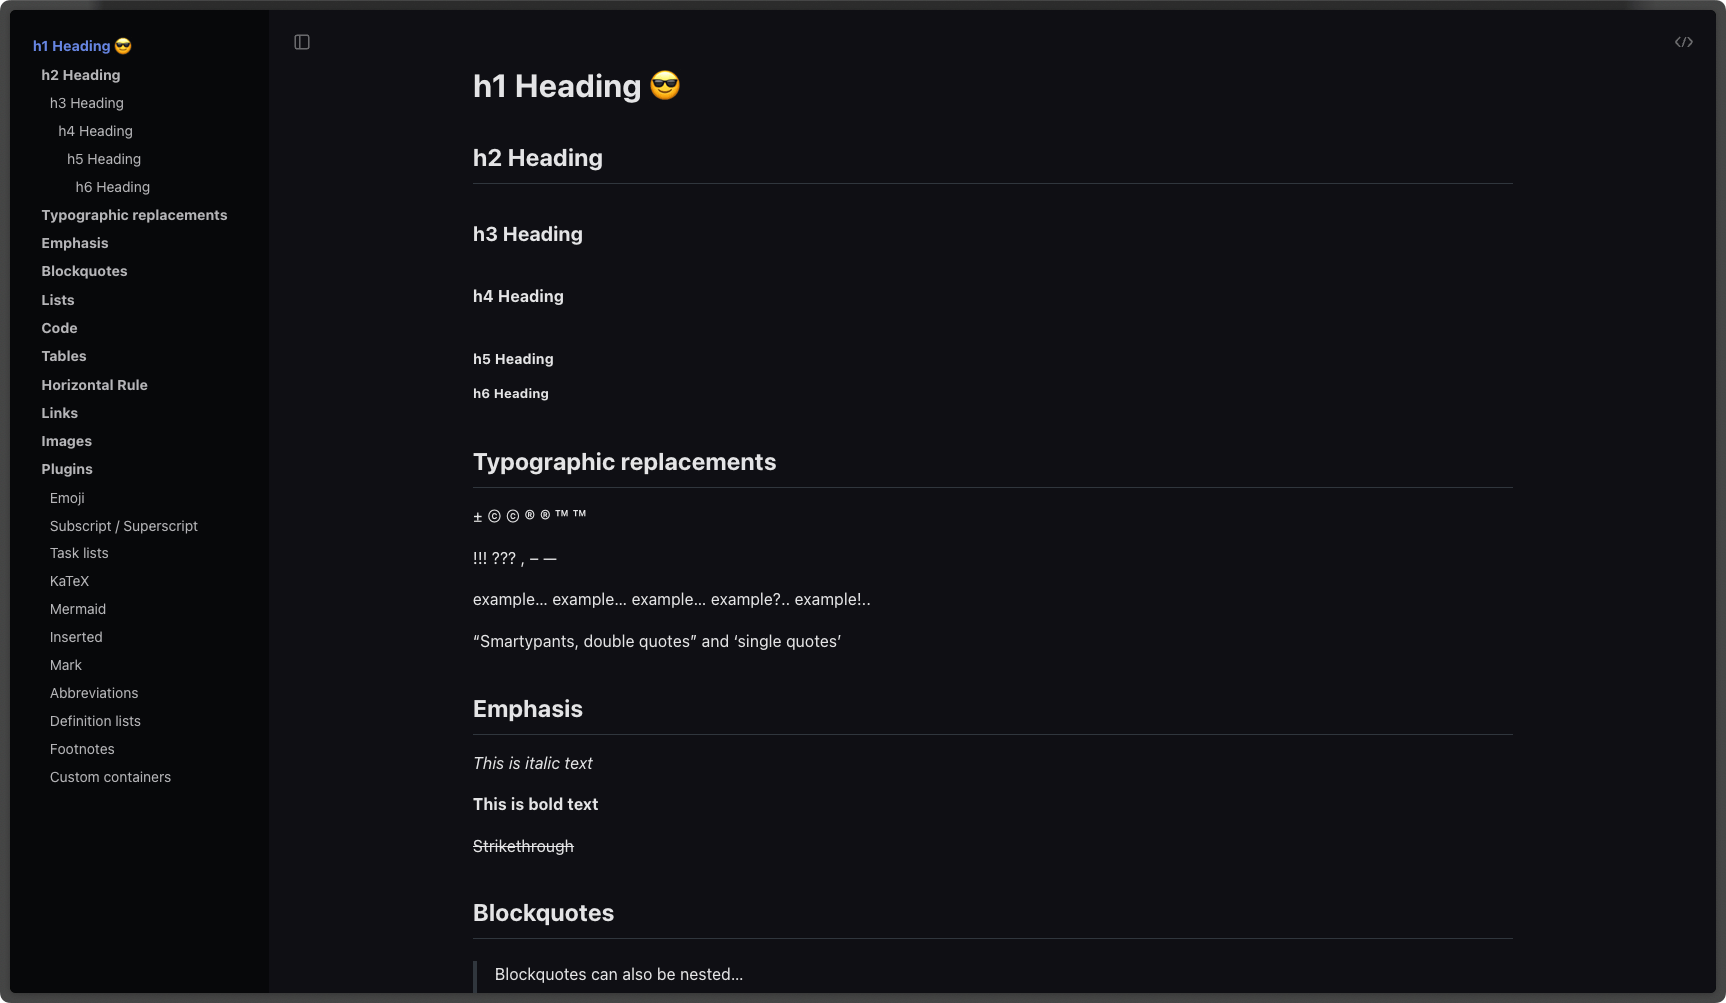 h1 Heading 😎
h2 Heading
h3 Heading
h4 Heading
h5 Heading
h6 Heading
Typographic replacements
Emphasis
Blockquotes
Lists
Code
Tables
Horizontal Rule
Links
Images
Plugins
Emoji
Subscript / Superscript
Task lists
KaTeX
Mermaid
Inserted
Mark
Abbreviations
Definition lists
Footnotes
Custom containers
h1 Heading 😎
h2 Heading
h3 Heading
h4 Heading
h5 Heading
h6 Heading
Typographic replacements
± © © ® ® ™ ™
!!! ??? , – —
example… example… example… example?.. example!..
“Smartypants, double quotes” and ‘single quotes’
Emphasis
This is italic text
This is bold text
Strikethrough
Blockquotes
Blockquotes can also be nested…